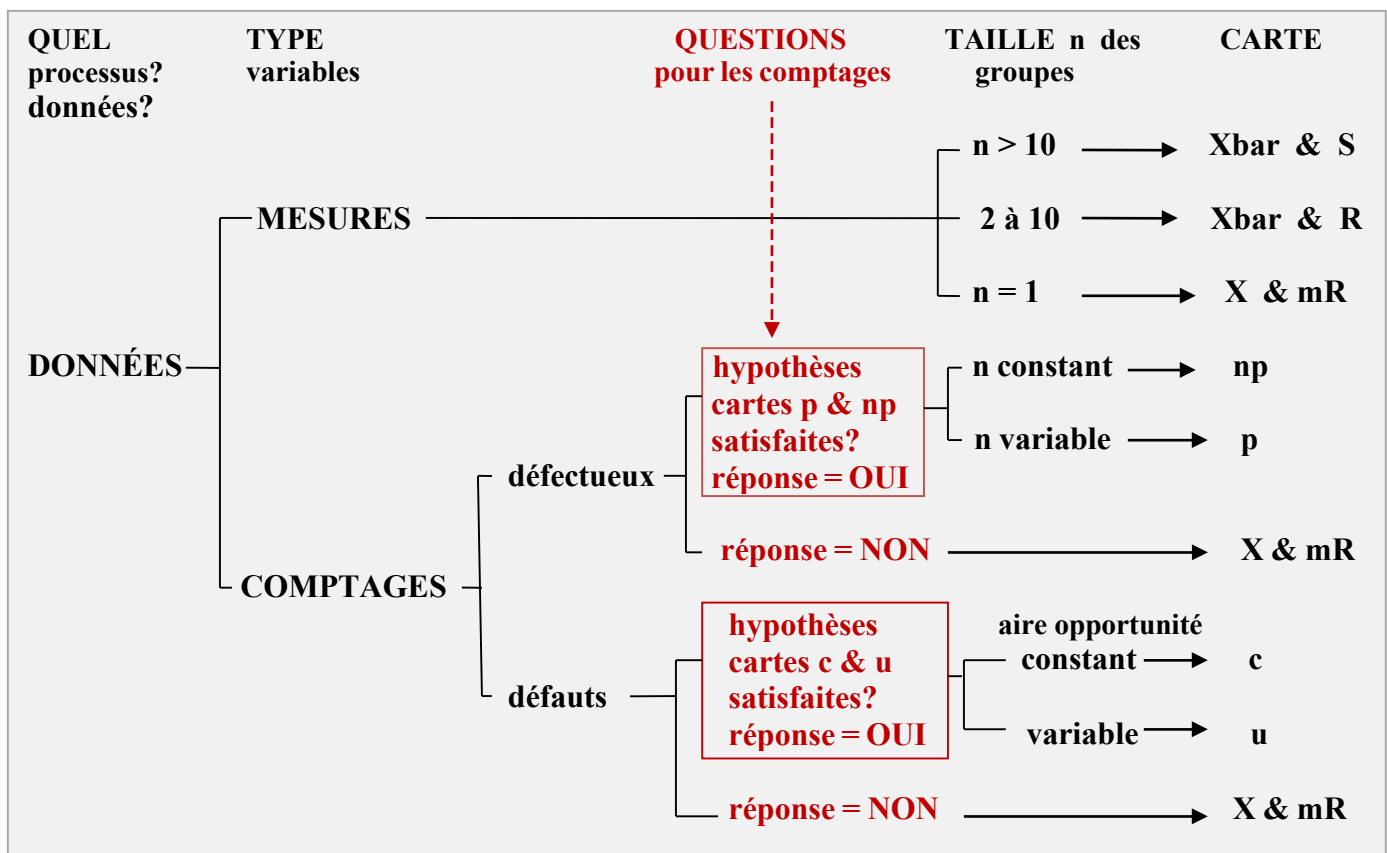 QUEL TYPE QUESTIONS TAILLE n des CARTE
processus? variables pour les comptages groupes
données?
n > 10 Xbar & S
MESURES 2 à 10 Xbar & R
n = 1 X & mR
DONNÉES
hypothèses n constant np
cartes p & np
satisfaites? n variable p
défectueux réponse = OUI
réponse = NON X & mR
COMPTAGES
hypothèses aire opportunité
cartes c & u constant c
défauts satisfaites?
réponse = OUI variable u
réponse = NON X & mR